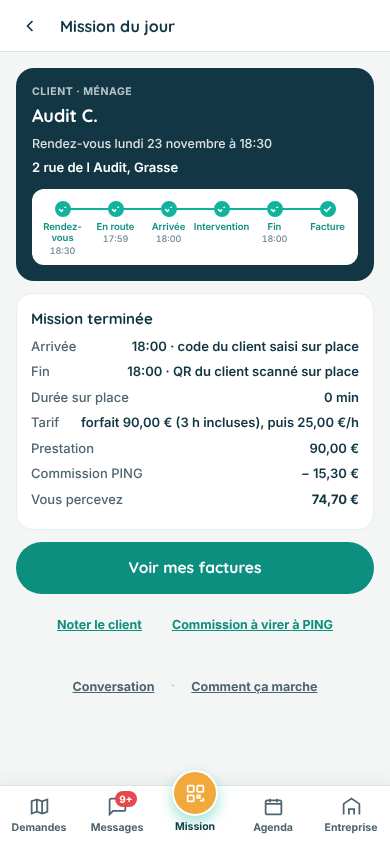 Mission du jour
CLIENT · MÉNAGE
Audit C.
Rendez-vous lundi 23 novembre à 18:30
2 rue de l Audit, Grasse
Rendez-vous
18:30
En route
17:59
Arrivée
18:00
Intervention
Fin
18:00
Facture
Mission terminée
Arrivée 18:00 · code du client saisi sur place
Fin 18:00 · QR du client scanné sur place
Durée sur place 0 min
Tarif forfait 90,00 € (3 h incluses), puis 25,00 €/h
Prestation 90,00 €
Commission PING − 15,30 €
Vous percevez 74,70 €
Voir mes factures
Noter le client Commission à virer à PING
Conversation · Comment ça marche
9+
Demandes Messages Mission Agenda Entreprise